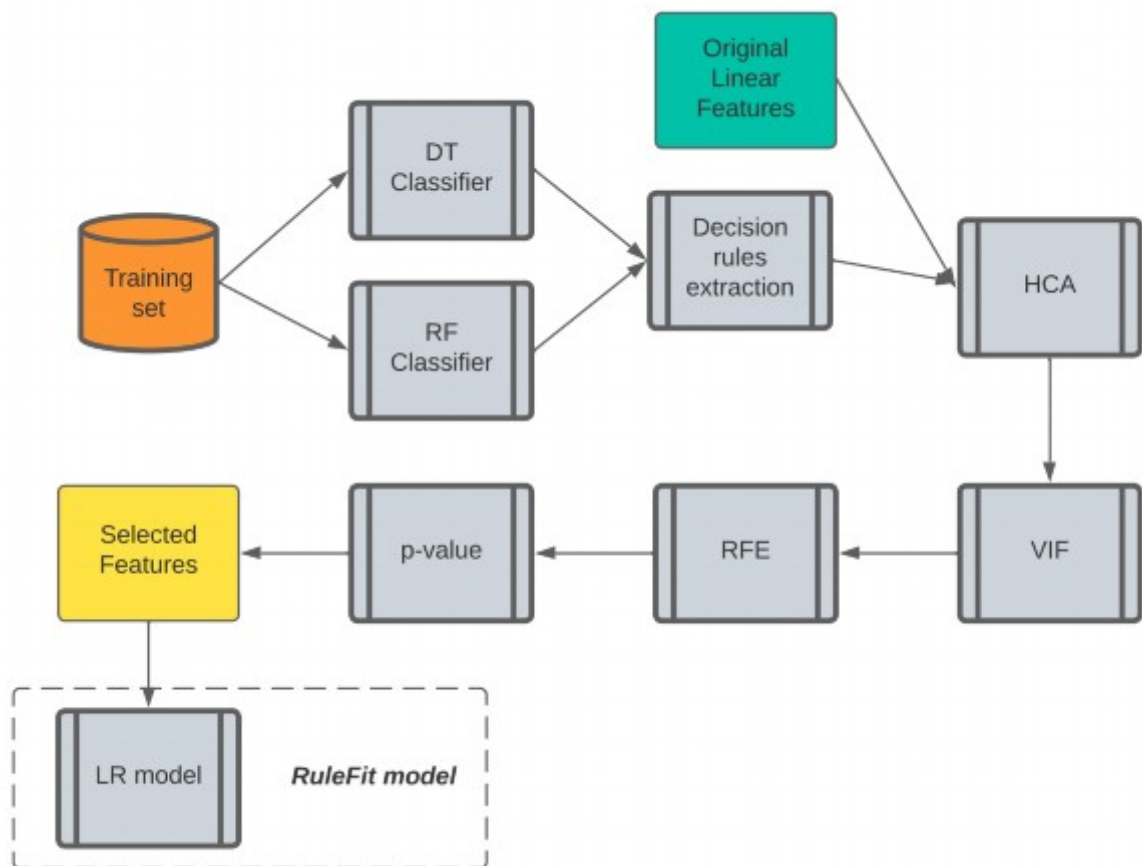 Original
Linear
Features
DT
Classifier
Decision
rules
extraction
Training
set
HCA
RF
Classifier
Selected
Features
p-value
RFE
VIF
LR model
RuleFit model